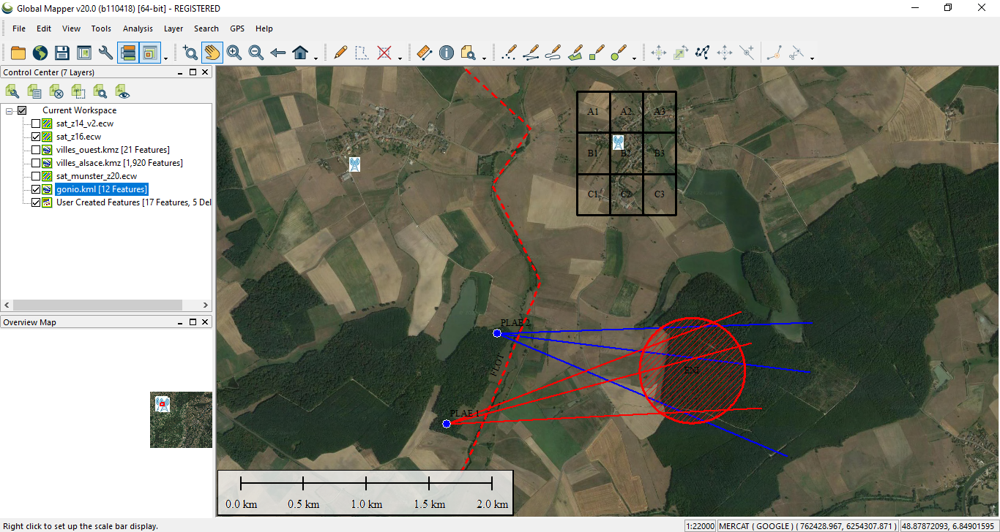 Global Mapper v20.0 (b110418) [64-bit] - REGISTERED
File Edit View Tools Analysis Layer Search GPS Help
Control Center (7 Layers)
Current Workspace
sat_z14_v2.ecw
sat_z16.ecw
villes_ouest.kmz [21 Features]
villes_alsace.kmz [1,920 Features]
sat_munster_z20.ecw
gonio.kml [12 Features]
User Created Features [17 Features, 5 Del
Overview Map
A1 A2 A3
B1 B2 B3
C1 C2 C3
PLAE 2
FLOT
ENI
PLAE 1
0.0 km 0.5 km 1.0 km 1.5 km 2.0 km
Right click to set up the scale bar display.
1:22000 MERCAT ( GOOGLE ) ( 762428.967, 6254307.871 ) 48.87872093, 6.84901595